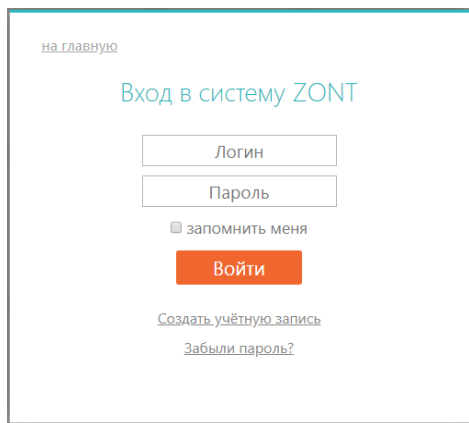 на главную
Вход в систему ZONT
Логин
Пароль
запомнить меня
Войти
Создать учётную запись
Забыли пароль?